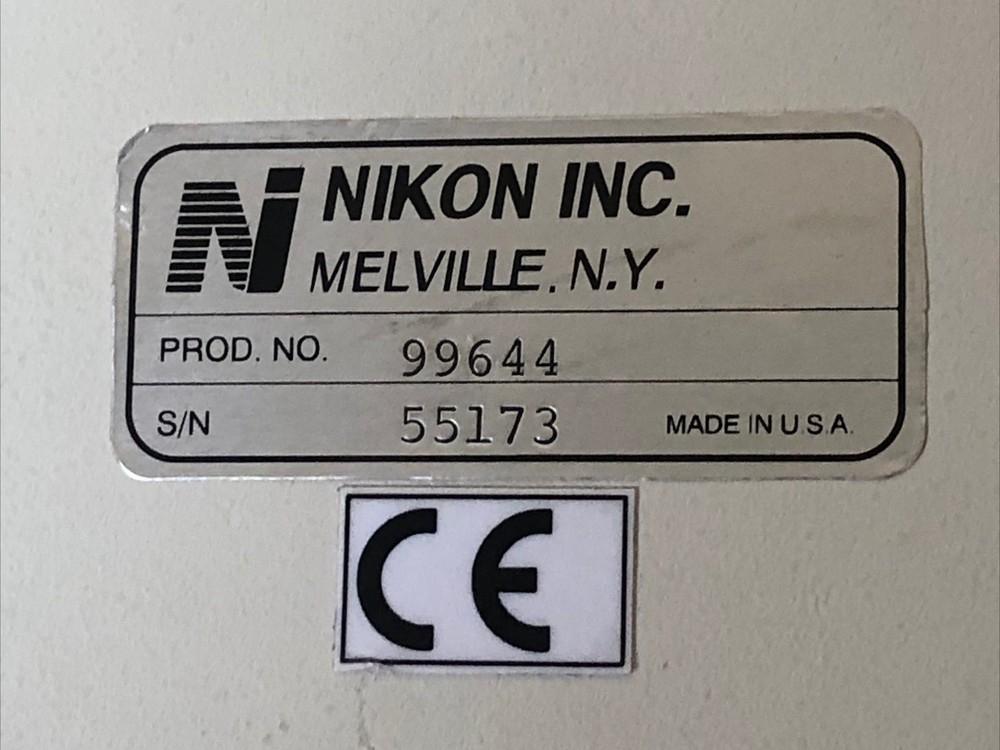 Ni NIKON INC.
MELVILLE, N.Y.
PROD. NO. 99644
S/N 55173 MADE IN U.S.A.
CE